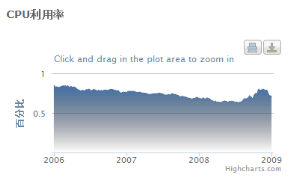 CPU利用率
Click and drag in the plot area to zoom in
1
0.5
百分比
2006 2007 2008 2009
Highcharts.com